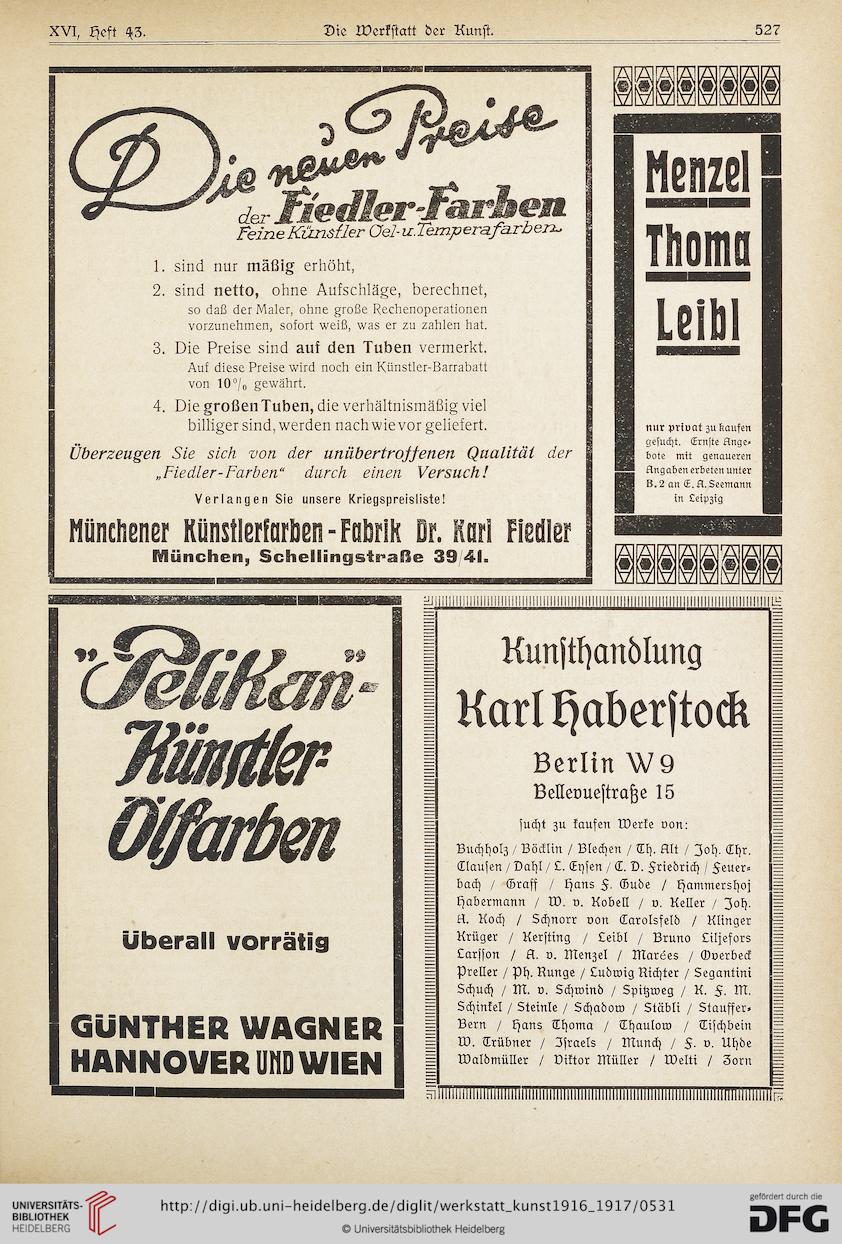 XVI, Heft 43. Die Werkstatt der Kunst. 527
Die neuen Preise
der Fiedler-Farben
Feine Künstler Oel- u. Temperafarben
1. sind nur mäßig erhöht,
2. sind netto, ohne Aufschläge, berechnet,
so daß der Maler, ohne große Rechenoperationen
vorzunehmen, sofort weiß, was er zu zahlen hat.
3. Die Preise sind auf den Tuben vermerkt.
Auf diese Preise wird noch ein Künstler-Barrabatt
von 10% gewährt.
4. Die großen Tuben, die verhältnismäßig viel
billiger sind, werden nach wie vor geliefert.
Überzeugen Sie sich von der unübertroffenen Qualität der
„Fiedler-Farben“ durch einen Versuch!
Verlangen Sie unsere Kriegspreisliste!
Münchener Künstlerfarben-Fabrik Dr. Karl Fiedler
München, Schellingstraße 39/41.
Menzel
Thoma
Leibl
nur privat zu kaufen
gesucht. Ernste Ange-
bote mit genaueren
Angaben erbeten unter
B. 2 an E. A. Seemann
in Leipzig
"Pelikan"-
Künstler-
Ölfarben
Überall vorrätig
GÜNTHER WAGNER
HANNOVER UND WIEN
Kunsthandlung
Karl Haberstock
Berlin W 9
Bellevuestraße 15
sucht zu kaufen Werke von:
Buchholz / Böcklin / Blechen / Th. Alt / Joh. Chr.
Clausen / Dahl / L. Eysen / C. D. Friedrich / Feuer-
bach / Graff / Hans F. Gude / Hammershoj
Habermann / W. v. Kobell / v. Keller / Joh.
A. Koch / Schnorr von Carolsfeld / Klinger
Krüger / Kersting / Leibl / Bruno Liljefors
Larsson / A. v. Menzel / Marées / Overbeck
Preller / Ph. Runge / Ludwig Richter / Segantini
Schuch / M. v. Schwind / Spitzweg / K. F. M.
Schinkel / Steinle / Schadow / Stäbli / Stauffer-
Bern / Hans Thoma / Thaulow / Tischbein
W. Trübner / Israels / Munch / F. v. Uhde
Waldmüller / Viktor Müller / Welti / Zorn
UNIVERSITÄTS-
BIBLIOTHEK
HEIDELBERG
http://digi.ub.uni-heidelberg.de/diglit/werkstatt_kunst1916_1917/0531
© Universitätsbibliothek Heidelberg
gefördert durch die
DFG